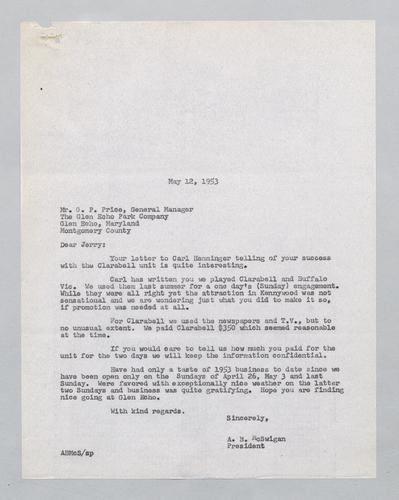 May 12, 1953
Mr. G. P. Price, General Manager
The Glen Echo Park Company
Glen Echo, Maryland
Montgomery County
Dear Jerry:
Your letter to Carl Henninger telling of your success
with the Clarabell unit is quite interesting.
Carl has written you we played Clarabell and Buffalo
Vic. We used them last summer for a one day's (Sunday) engagement.
While they were all right yet the attraction in Kennywood was not
sensational and we are wondering just what you did to make it so,
if promotion was needed at all.
For Clarabell we used the newspapers and T.V., but to
no unusual extent. We paid Clarabell $350 which seemed reasonable
at the time.
If you would care to tell us how much you paid for the
unit for the two days we will keep the information confidential.
Have had only a taste of 1953 business to date since we
have been open only on the Sundays of April 26, May 3 and last
Sunday. Were favored with exceptionally nice weather on the latter
two Sundays and business was quite gratifying. Hope you are finding
nice going at Glen Echo.
With kind regards.
Sincerely,
A. B. McSwigan
President
ABMcS/sp